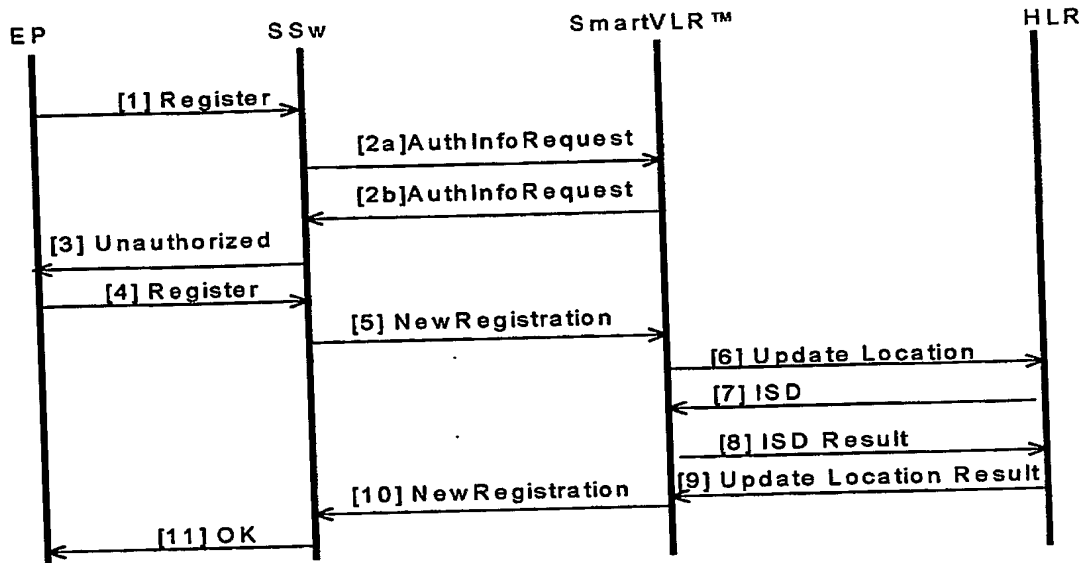 EP
SSw
SmartVLR™
HLR
[1] Register
[2a]AuthInfoRequest
[2b]AuthInfoRequest
[3] Unauthorized
[4] Register
[5] NewRegistration
[6] Update Location
[7] ISD
[8] ISD Result
[9] Update Location Result
[10] NewRegistration
[11] OK